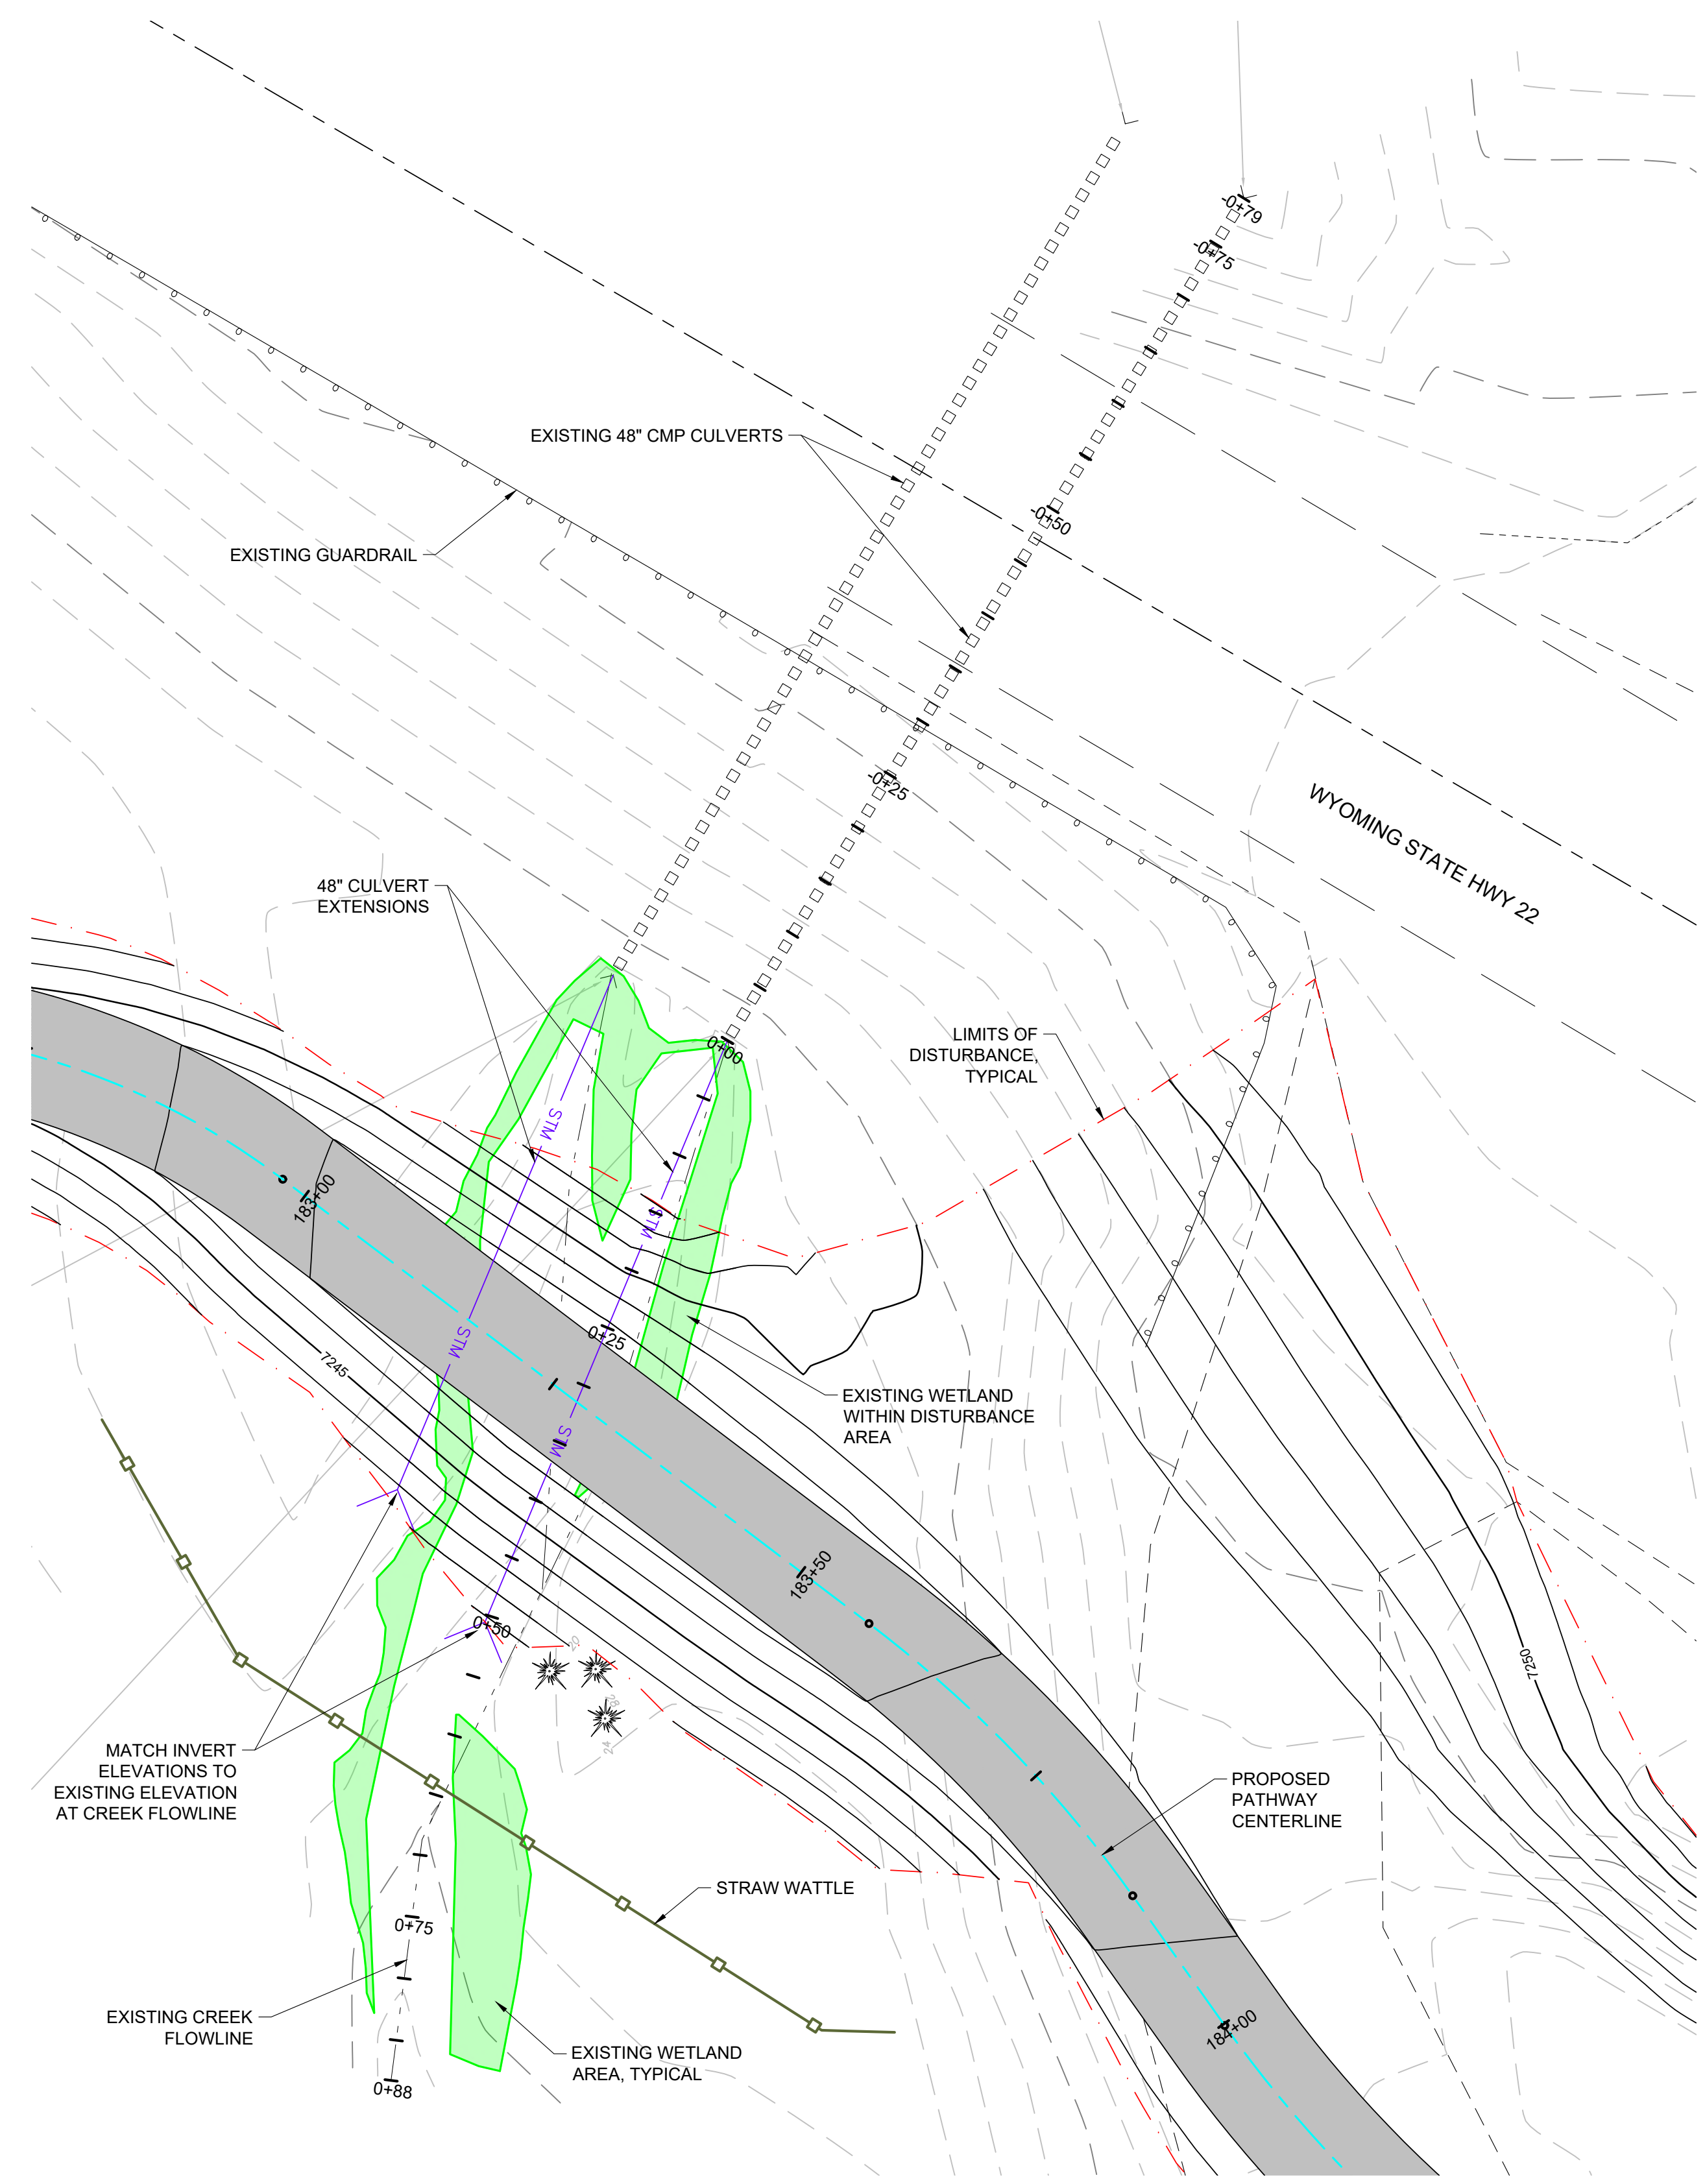 -0+79
-0+75
EXISTING 48" CMP CULVERTS
-0+50
EXISTING GUARDRAIL
-0+25
WYOMING STATE HWY 22
48" CULVERT
EXTENSIONS
LIMITS OF
DISTURBANCE,
TYPICAL
0+00
STM
STM
183+00
0+25
STM
7245
EXISTING WETLAND
WITHIN DISTURBANCE
AREA
STM
183+50
0+50
20
28
24
7250
MATCH INVERT
ELEVATIONS TO
EXISTING ELEVATION
AT CREEK FLOWLINE
PROPOSED
PATHWAY
CENTERLINE
STRAW WATTLE
0+75
EXISTING CREEK
FLOWLINE
184+00
EXISTING WETLAND
AREA, TYPICAL
0+88